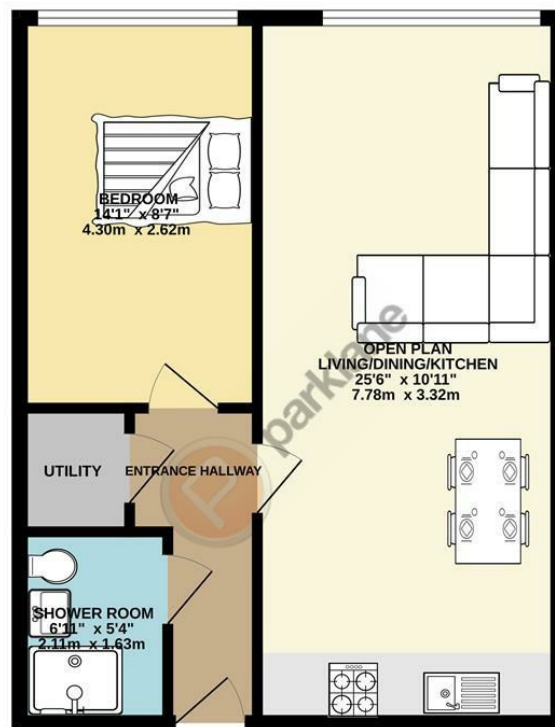 BEDROOM
14'1" x 8'7"
4.30m x 2.62m
OPEN PLAN
LIVING/DINING/KITCHEN
25'6" x 10'11"
7.78m x 3.32m
parklane
UTILITY
ENTRANCE HALLWAY
P
SHOWER ROOM
6'11" x 5'4"
2.11m x 1.63m